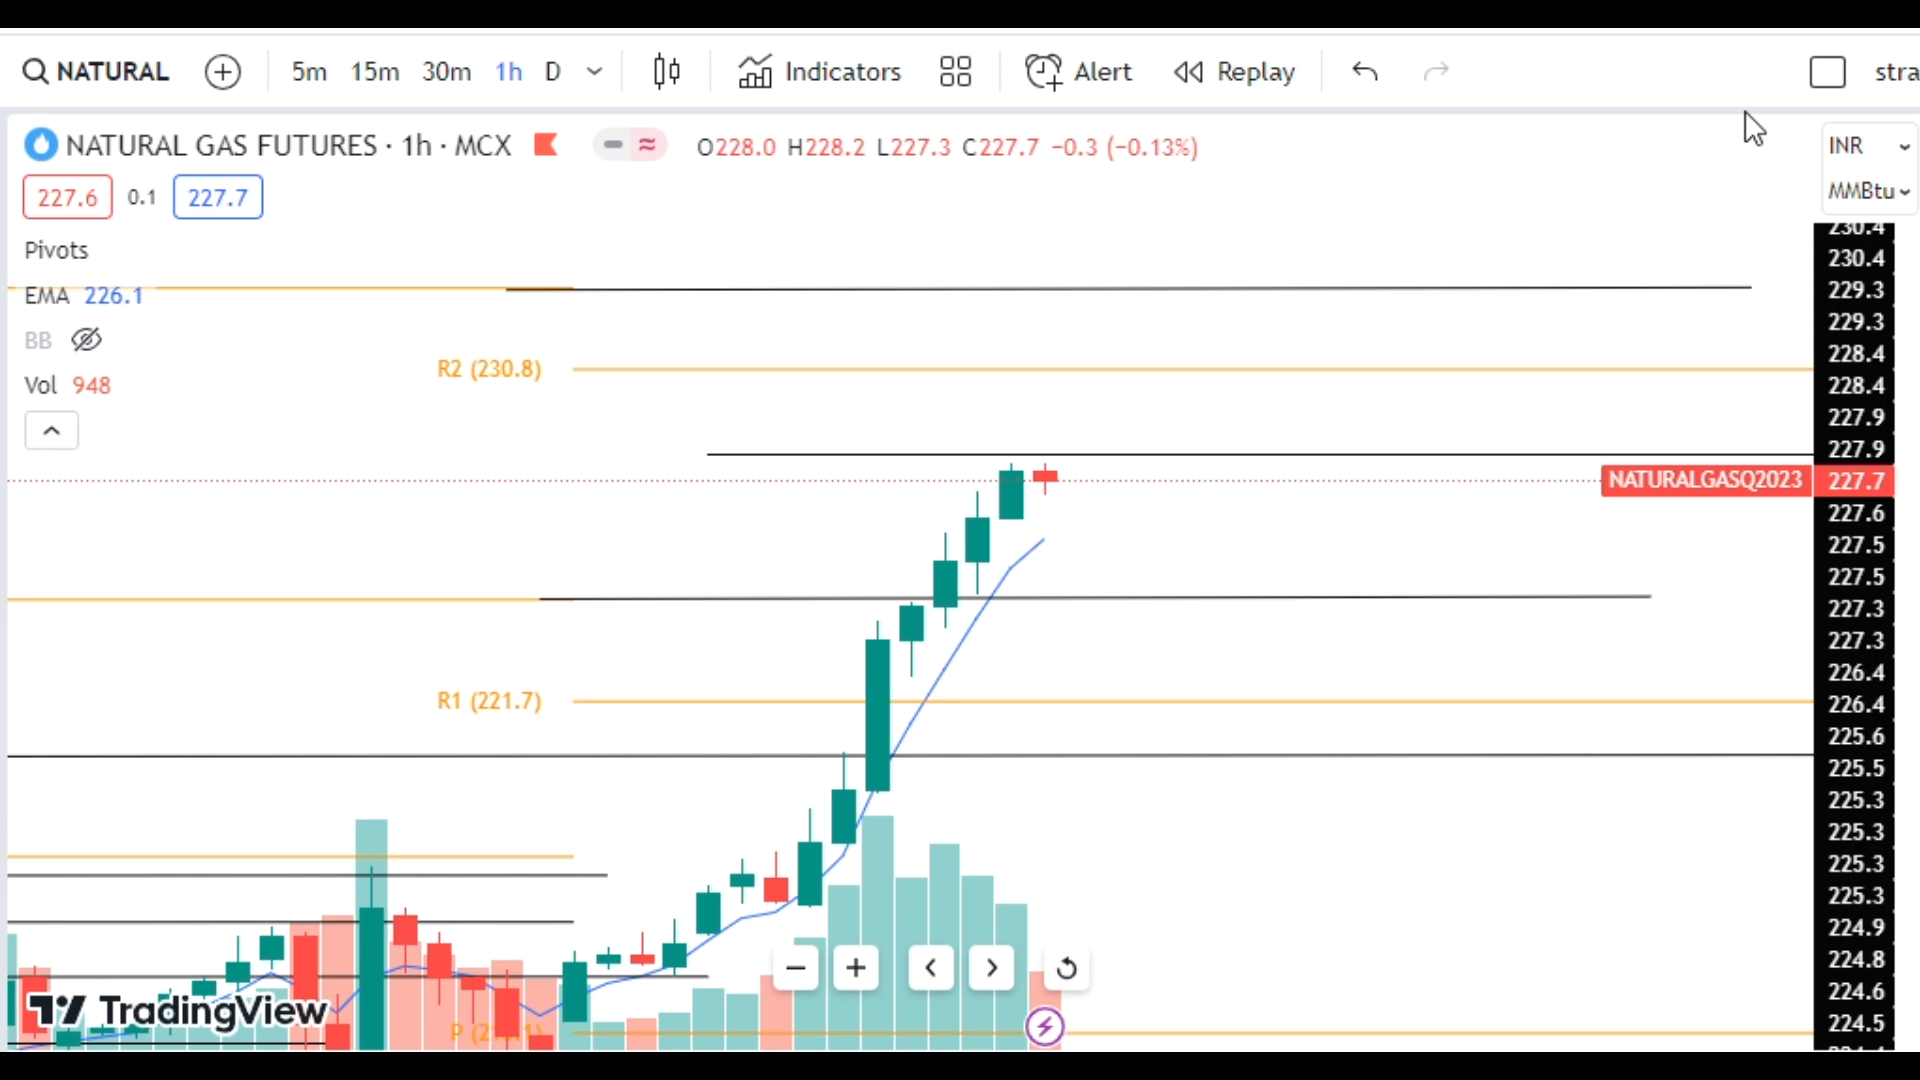 NATURAL 5m 15m 30m 1h D Indicators Alert Replay stra
NATURAL GAS FUTURES · 1h · MCX O228.0 H228.2 L227.3 C227.7 −0.3 (−0.13%) INR
227.6 0.1 227.7 MMBtu
Pivots
EMA 226.1
BB
Vol 948
R2 (230.8)
NATURALGASQ2023 227.7
R1 (221.7)
TradingView
230.4
230.4
229.3
229.3
228.4
228.4
227.9
227.9
227.6
227.5
227.5
227.3
227.3
226.4
226.4
225.6
225.5
225.3
225.3
225.3
225.3
224.9
224.8
224.6
224.5